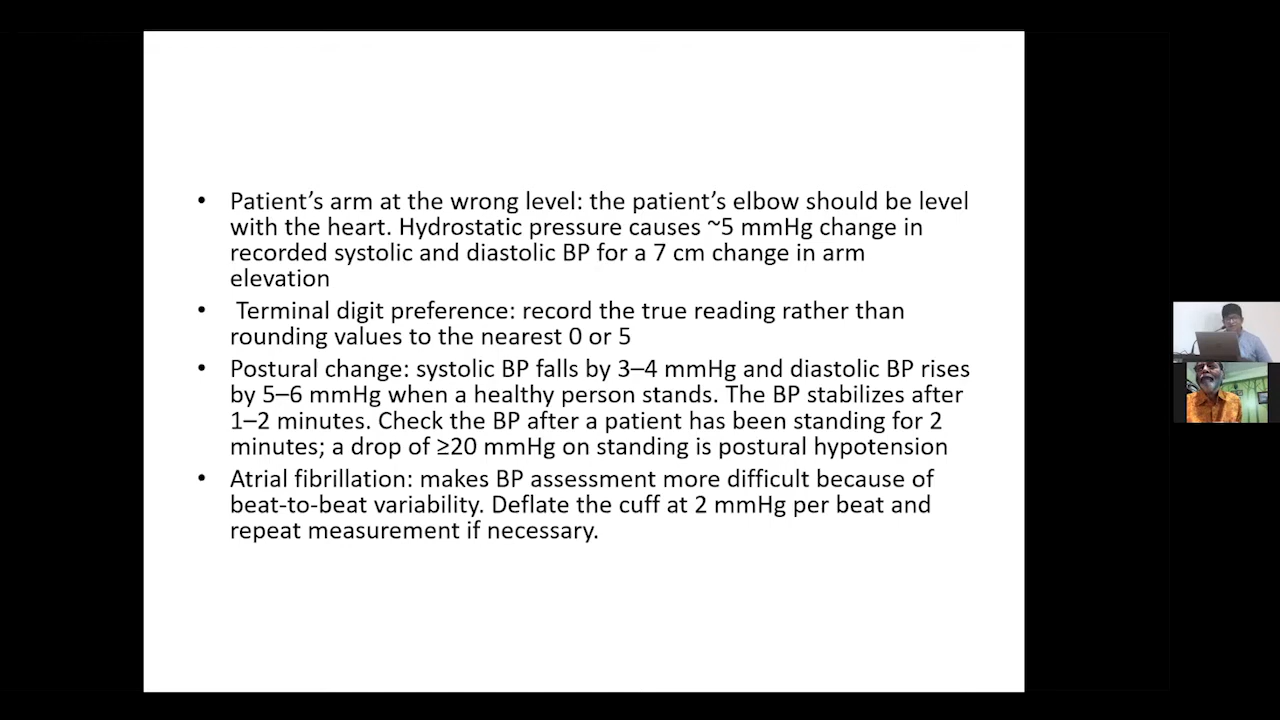 • Patient’s arm at the wrong level: the patient’s elbow should be level
with the heart. Hydrostatic pressure causes ~5 mmHg change in
recorded systolic and diastolic BP for a 7 cm change in arm
elevation
• Terminal digit preference: record the true reading rather than
rounding values to the nearest 0 or 5
• Postural change: systolic BP falls by 3–4 mmHg and diastolic BP rises
by 5–6 mmHg when a healthy person stands. The BP stabilizes after
1–2 minutes. Check the BP after a patient has been standing for 2
minutes; a drop of ≥20 mmHg on standing is postural hypotension
• Atrial fibrillation: makes BP assessment more difficult because of
beat-to-beat variability. Deflate the cuff at 2 mmHg per beat and
repeat measurement if necessary.